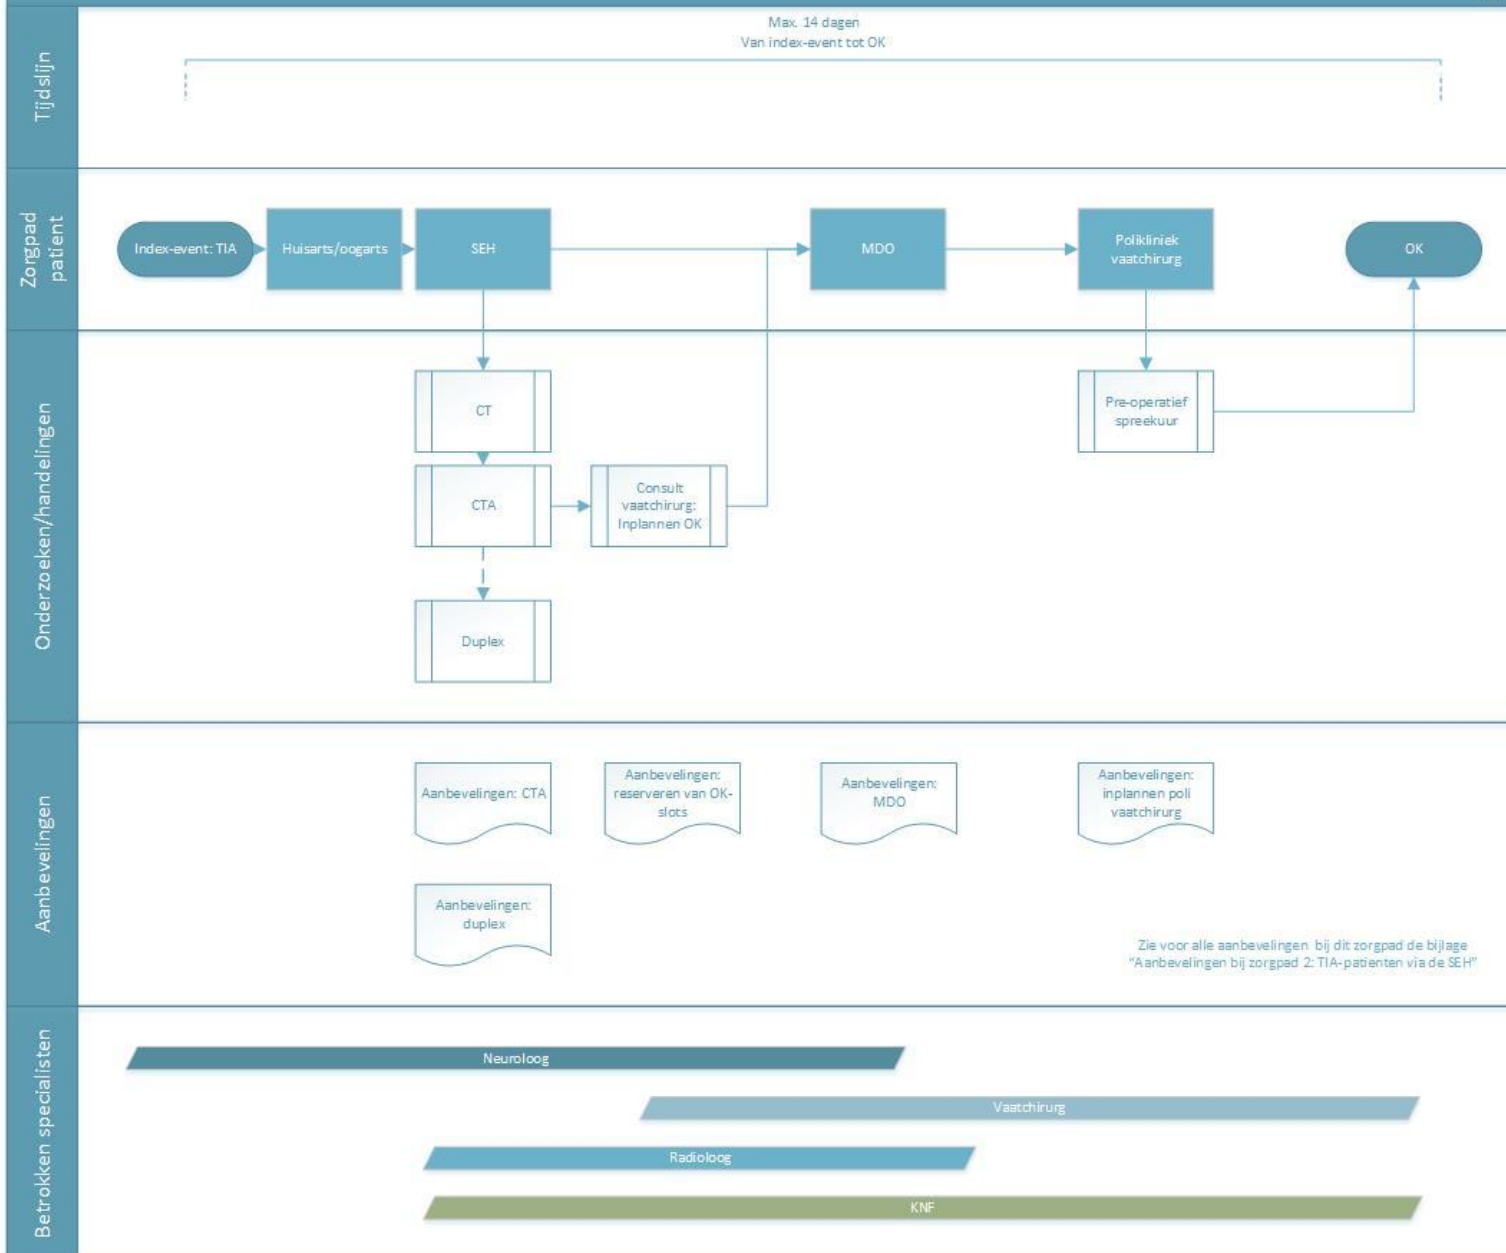 Tijdslijn
Max. 14 dagen
Van index-event tot OK
Zorgpad
patient
Index-event: TIA
Huisarts/oogarts
SEH
MDO
Polikliniek
vaatchirurg
OK
Onderzoeken/handelingen
CT
Pre-operatief
spreekuur
CTA
Consult
vaatchirurg:
Inplannen OK
Duplex
Aanbevelingen
Aanbevelingen: CTA
Aanbevelingen:
reserveren van OK-
slots
Aanbevelingen:
MDO
Aanbevelingen:
inplannen poli
vaatchirurg
Aanbevelingen:
duplex
Zie voor alle aanbevelingen bij dit zorgpad de bijlage
“Aanbevelingen bij zorgpad 2: TIA-patienten via de SEH”
Betrokken specialisten
Neuroloog
Vaatchirurg
Radioloog
KNF